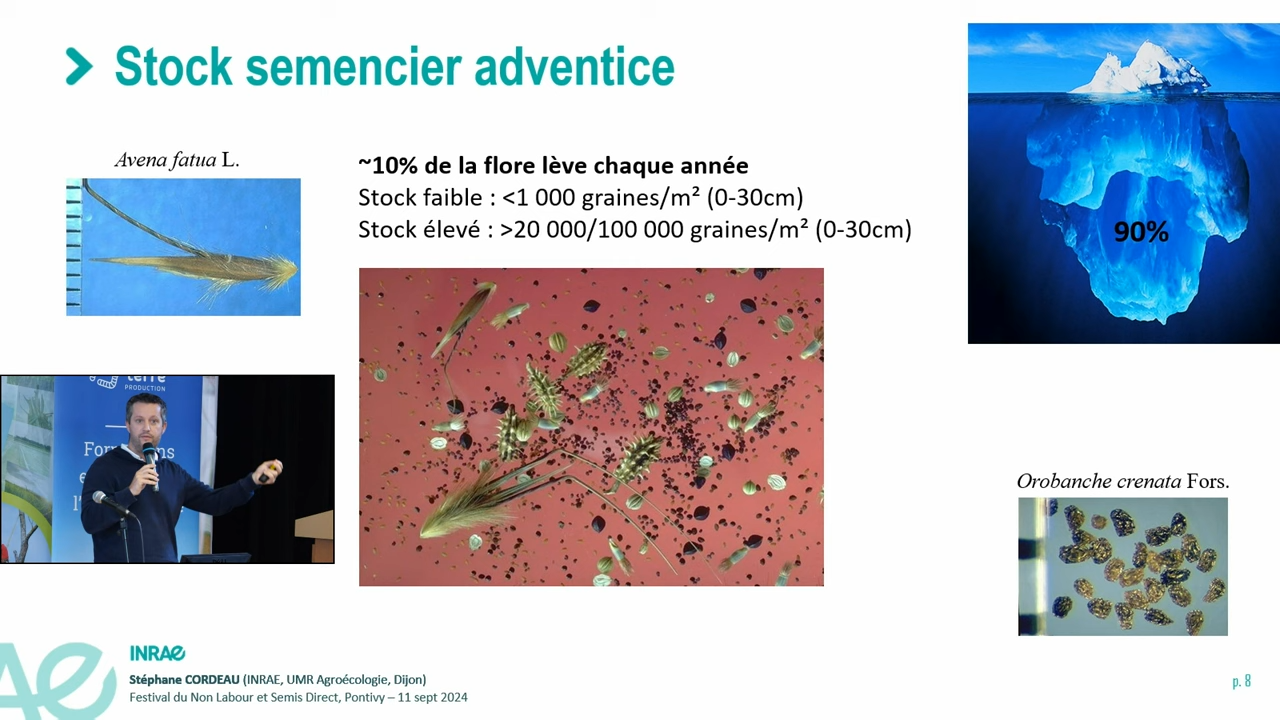 Stock semencier adventice
Avena fatua L.
~10% de la flore lève chaque année
Stock faible : <1 000 graines/m² (0-30cm)
Stock élevé : >20 000/100 000 graines/m² (0-30cm)
90%
terre
PRODUCTION
Orobanche crenata Fors.
INRAE
Stéphane CORDEAU (INRAE, UMR Agroécologie, Dijon)
Festival du Non Labour et Semis Direct, Pontivy – 11 sept 2024
p. 8